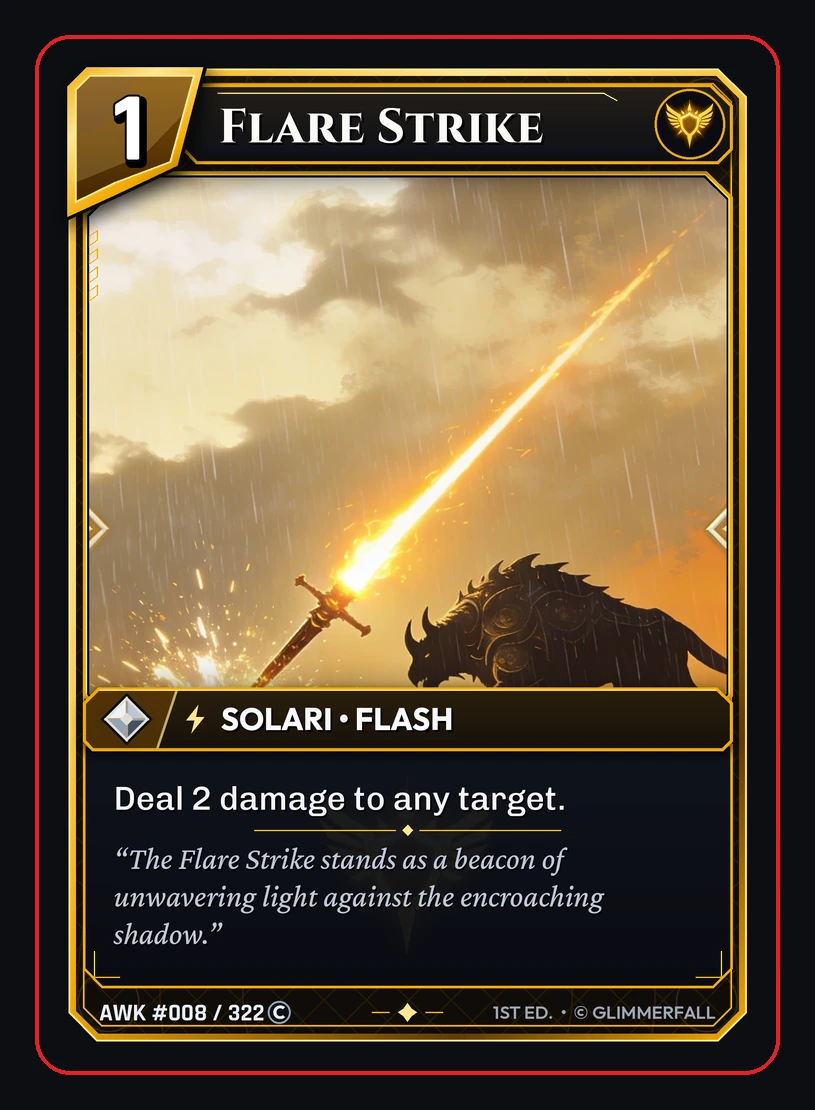 1
Flare Strike
SOLARI • FLASH
Deal 2 damage to any target.
“The Flare Strike stands as a beacon of
unwavering light against the encroaching
shadow.”
AWK #008 / 322 Ⓒ
1ST ED. • © GLIMMERFALL